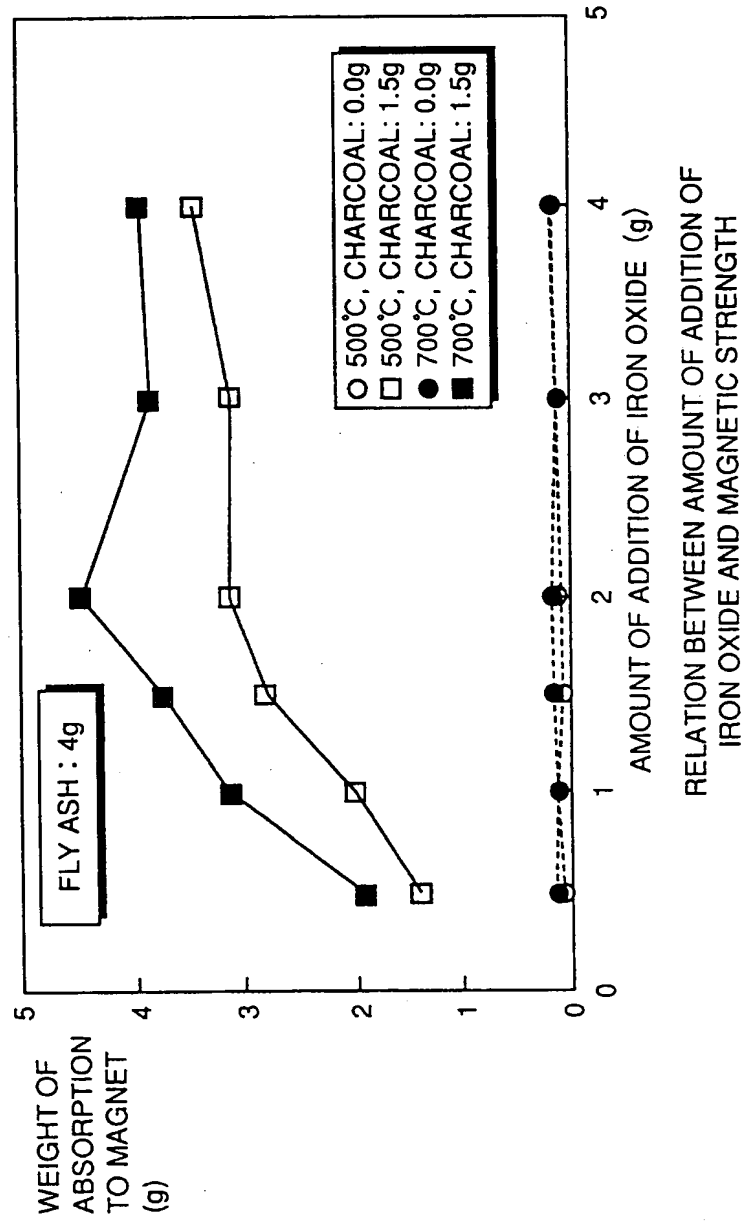 WEIGHT OF
ABSORPTION
TO MAGNET
(g)
5
4
3
2
1
0
FLY ASH : 4g
500°C, CHARCOAL: 0.0g
500°C, CHARCOAL: 1.5g
700°C, CHARCOAL: 0.0g
700°C, CHARCOAL: 1.5g
0
1
2
3
4
5
AMOUNT OF ADDITION OF IRON OXIDE (g)
RELATION BETWEEN AMOUNT OF ADDITION OF
IRON OXIDE AND MAGNETIC STRENGTH